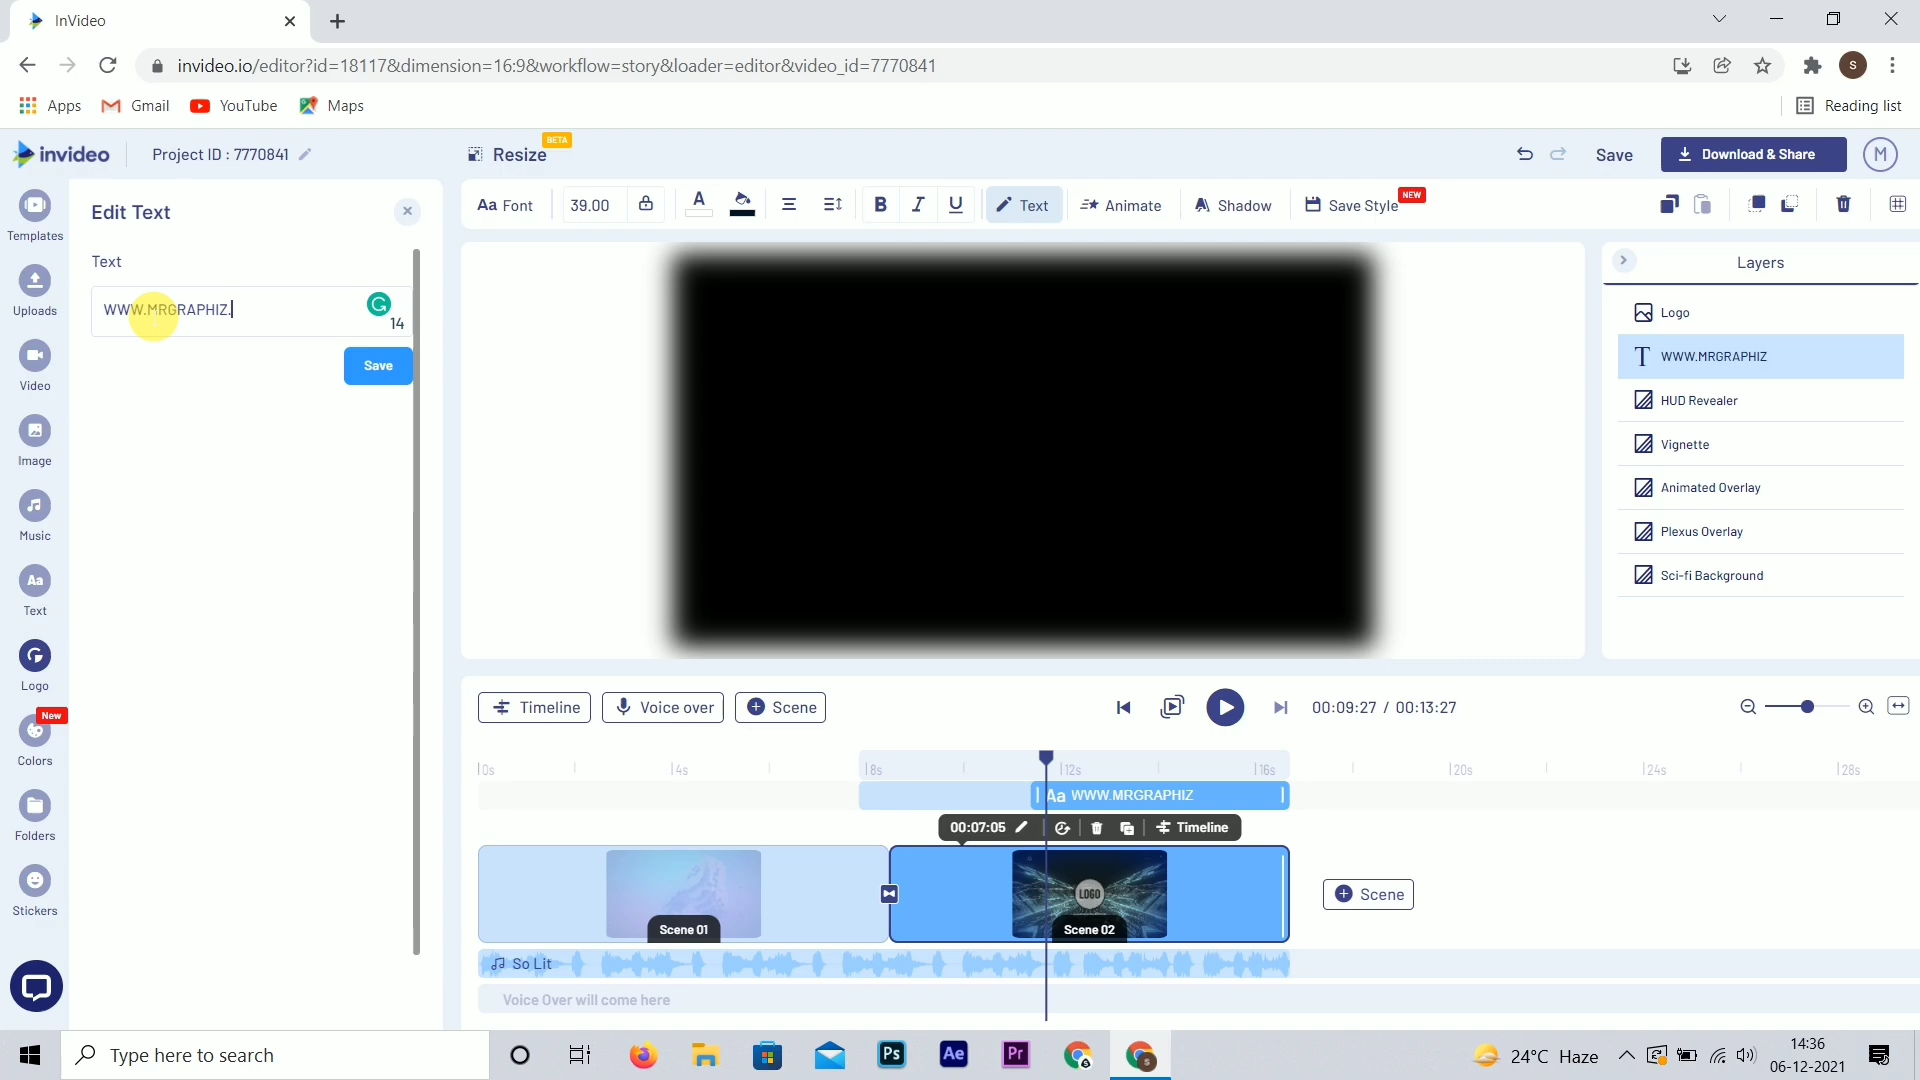 InVideo
invideo.io/editor?id=18117&dimension=16:9&workflow=story&loader=editor&video_id=7770841
S
Apps
Gmail
YouTube
Maps
Reading list
invideo
Project ID : 7770841
Resize
BETA
Save
Download & Share
M
Templates
Uploads
Video
Image
Music
Aa
Text
Logo
New
Colors
Folders
Stickers
Edit Text
Text
WWW.MRGRAPHIZ.
14
Save
Aa Font
39.00
A
B
I
U
Text
Animate
Shadow
Save Style
NEW
Layers
Logo
T WWW.MRGRAPHIZ
HUD Revealer
Vignette
Animated Overlay
Plexus Overlay
Sci-fi Background
Timeline
Voice over
Scene
00:09:27 / 00:13:27
0s
4s
8s
12s
16s
20s
24s
28s
Aa WWW.MRGRAPHIZ
00:07:05
Timeline
LOGO
Scene 01
Scene 02
Scene
So Lit
Voice Over will come here
Type here to search
Ps
Ae
Pr
24°C Haze
14:36
06-12-2021